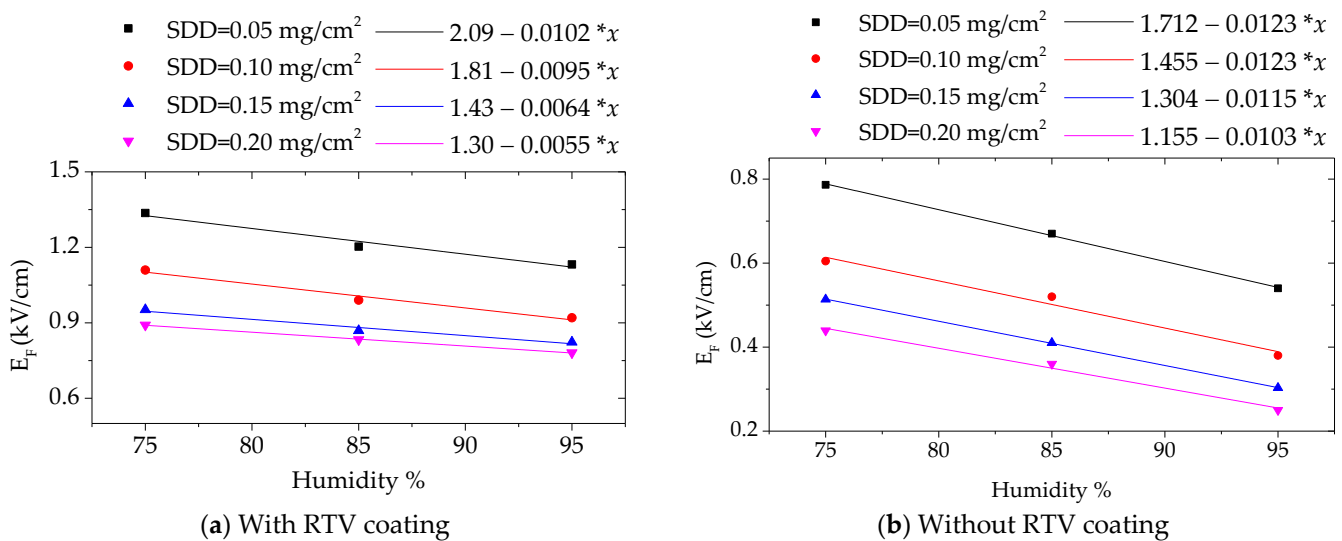 SDD=0.05 mg/cm² 2.09 – 0.0102 *x
SDD=0.10 mg/cm² 1.81 – 0.0095 *x
SDD=0.15 mg/cm² 1.43 – 0.0064 *x
SDD=0.20 mg/cm² 1.30 – 0.0055 *x
1.5
1.2
0.9
0.6
E_F (kV/cm)
75 80 85 90 95
Humidity %
(a) With RTV coating
SDD=0.05 mg/cm² 1.712 – 0.0123 *x
SDD=0.10 mg/cm² 1.455 – 0.0123 *x
SDD=0.15 mg/cm² 1.304 – 0.0115 *x
SDD=0.20 mg/cm² 1.155 – 0.0103 *x
0.8
0.6
0.4
0.2
E_F (kV/cm)
75 80 85 90 95
Humidity %
(b) Without RTV coating